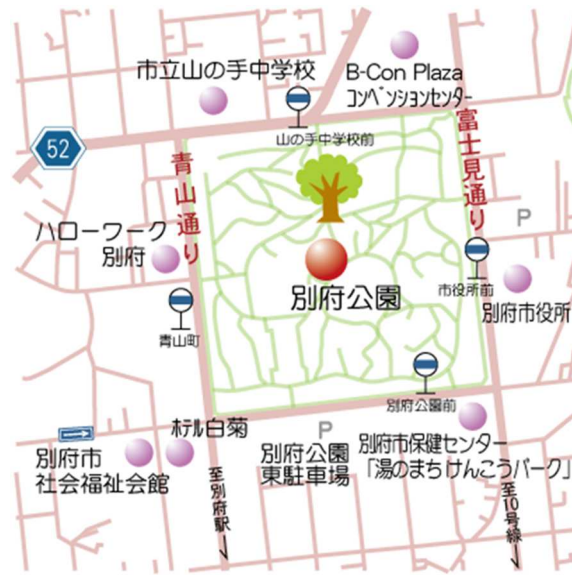 市立山の手中学校
B-Con Plaza
コンベンションセンター
52
山の手中学校前
青山通り
富士見通り
P
ハローワーク
別府
別府公園
市役所前
別府市役所
青山町
別府公園前
ホテル白菊
P
別府市
社会福祉会館
別府公園
東駐車場
別府市保健センター
「湯のまちけんこうパーク」
至別府駅
至10号線